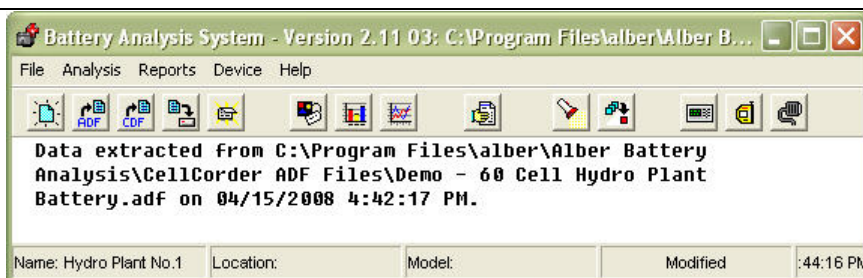 Battery Analysis System - Version 2.11 03: C:\Program Files\alber\Alber B...
File Analysis Reports Device Help
ADF CDF
Data extracted from C:\Program Files\alber\Alber Battery
Analysis\CellCorder ADF Files\Demo - 60 Cell Hydro Plant
Battery.adf on 04/15/2008 4:42:17 PM.
Name: Hydro Plant No.1 Location: Model: Modified :44:16 PM